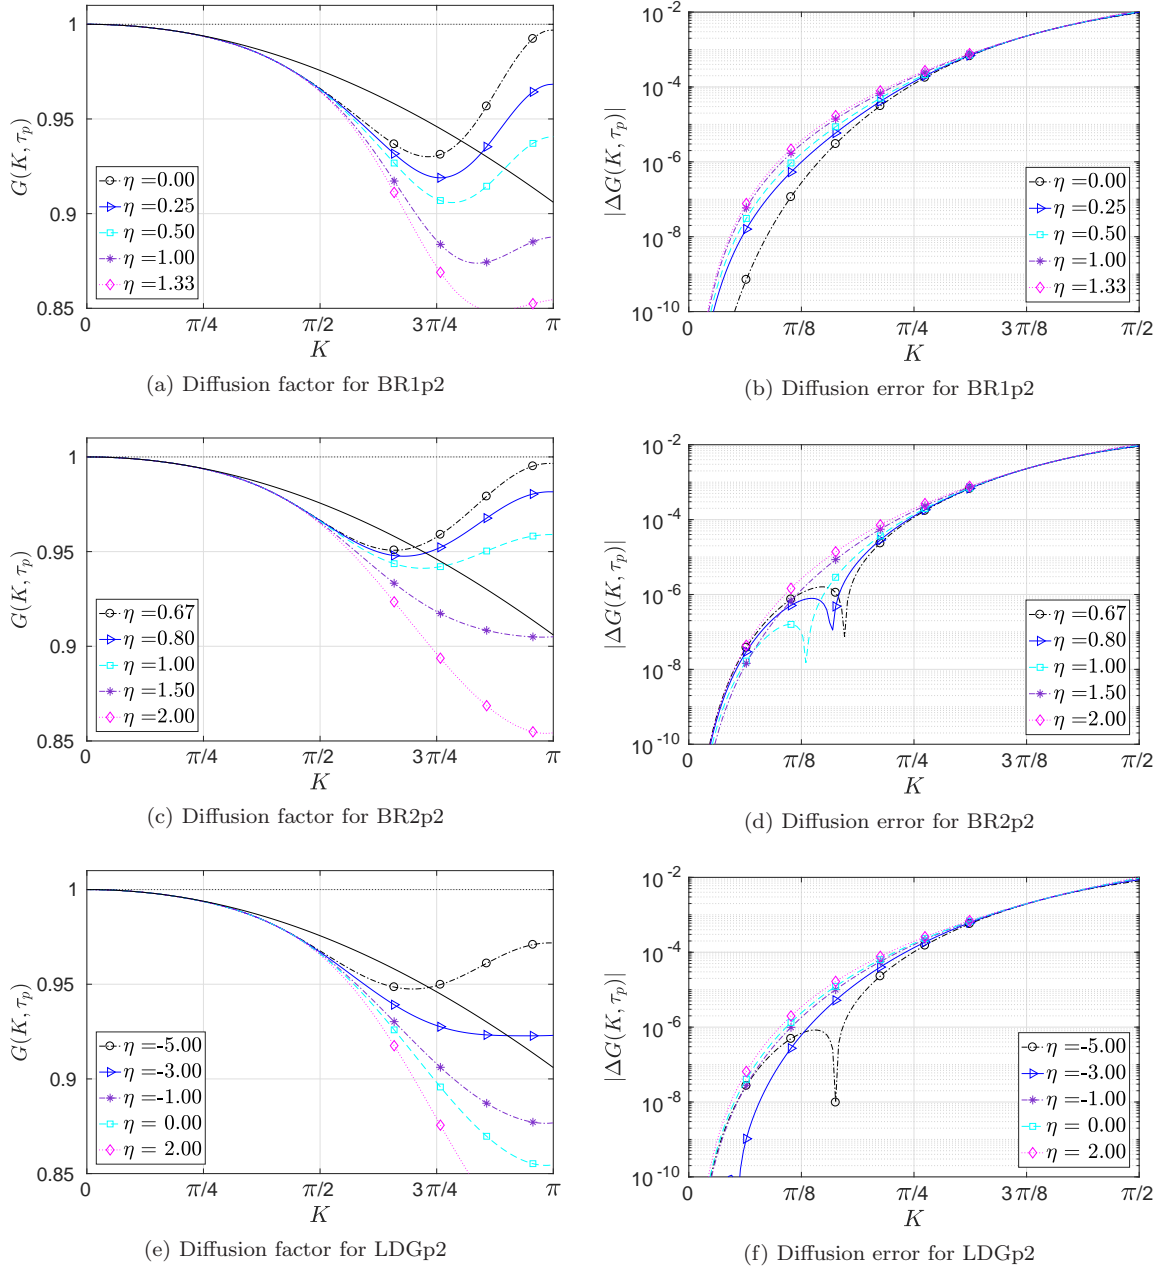 1
0.95
0.9
0.85
G(K, τp)
η =0.00
η =0.25
η =0.50
η =1.00
η =1.33
0 π/4 π/2 3π/4 π
K
(a) Diffusion factor for BR1p2
10^-2
10^-4
10^-6
10^-8
10^-10
|ΔG(K, τp)|
η =0.00
η =0.25
η =0.50
η =1.00
η =1.33
0 π/8 π/4 3π/8 π/2
K
(b) Diffusion error for BR1p2
1
0.95
0.9
0.85
G(K, τp)
η =0.67
η =0.80
η =1.00
η =1.50
η =2.00
0 π/4 π/2 3π/4 π
K
(c) Diffusion factor for BR2p2
10^-2
10^-4
10^-6
10^-8
10^-10
|ΔG(K, τp)|
η =0.67
η =0.80
η =1.00
η =1.50
η =2.00
0 π/8 π/4 3π/8 π/2
K
(d) Diffusion error for BR2p2
1
0.95
0.9
0.85
G(K, τp)
η =-5.00
η =-3.00
η =-1.00
η = 0.00
η = 2.00
0 π/4 π/2 3π/4 π
K
(e) Diffusion factor for LDGp2
10^-2
10^-4
10^-6
10^-8
10^-10
|ΔG(K, τp)|
η =-5.00
η =-3.00
η =-1.00
η = 0.00
η = 2.00
0 π/8 π/4 3π/8 π/2
K
(f) Diffusion error for LDGp2